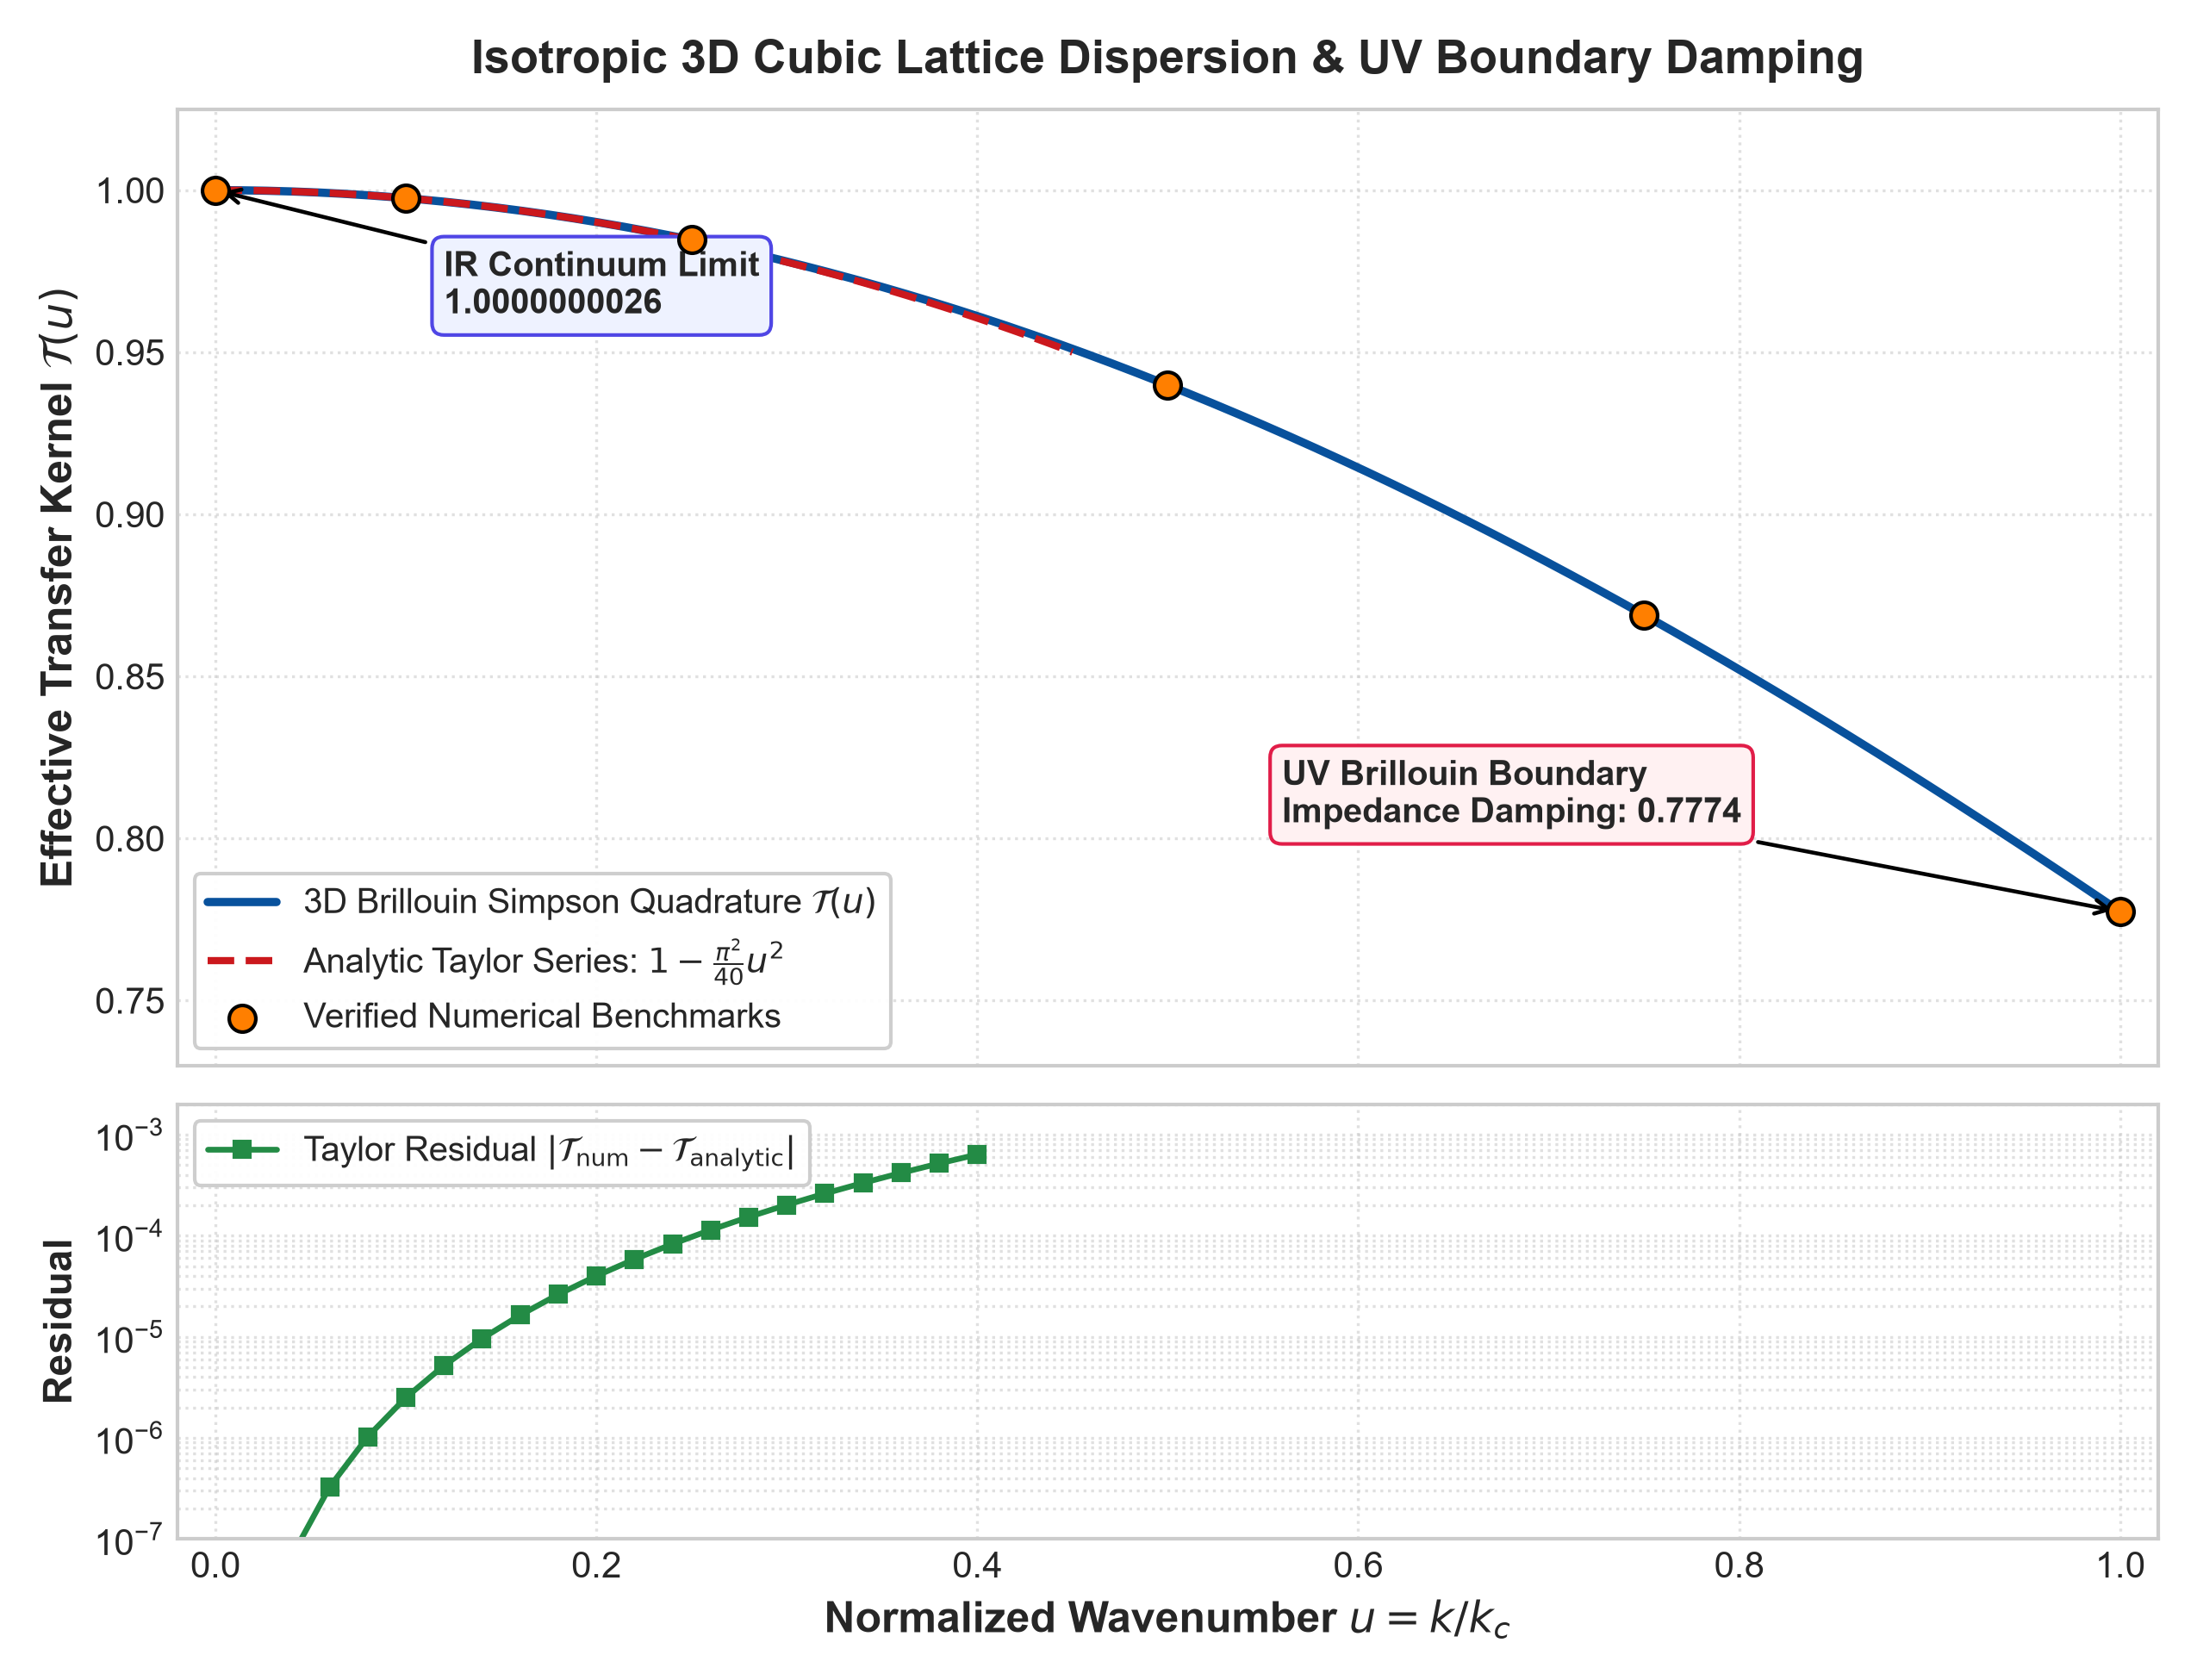 Isotropic 3D Cubic Lattice Dispersion & UV Boundary Damping
Effective Transfer Kernel 𝒯(u)
1.00
0.95
0.90
0.85
0.80
0.75
IR Continuum Limit
1.0000000026
UV Brillouin Boundary
Impedance Damping: 0.7774
3D Brillouin Simpson Quadrature 𝒯(u)
Analytic Taylor Series: 1 − π²/40 u²
Verified Numerical Benchmarks
Residual
10⁻³
10⁻⁴
10⁻⁵
10⁻⁶
10⁻⁷
Taylor Residual |𝒯num − 𝒯analytic|
0.0 0.2 0.4 0.6 0.8 1.0
Normalized Wavenumber u = k/kc